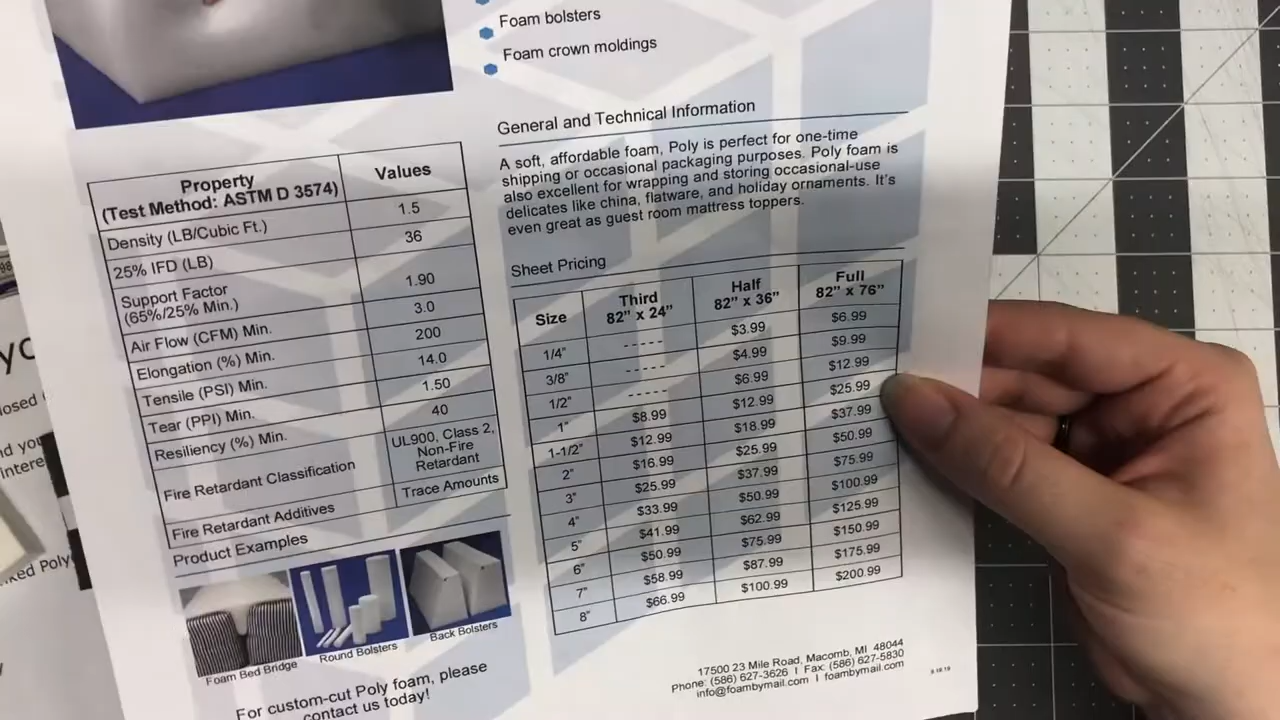 Foam bolsters
Foam crown moldings
General and Technical Information
A soft, affordable foam, Poly is perfect for one-time
shipping or occasional packaging purposes. Poly foam is
also excellent for wrapping and storing occasional-use
delicates like china, flatware, and holiday ornaments. It's
even great as guest room mattress toppers.
Property
(Test Method: ASTM D 3574) Values
Density (LB/Cubic Ft.) 1.5
25% IFD (LB) 36
Support Factor
(65%/25% Min.) 1.90
Air Flow (CFM) Min. 3.0
Elongation (%) Min. 200
Tensile (PSI) Min. 14.0
Tear (PPI) Min. 1.50
Resiliency (%) Min. 40
Fire Retardant Classification UL900, Class 2,
Non-Fire
Retardant
Fire Retardant Additives Trace Amounts
Sheet Pricing
Size Third Half Full
82" x 24" 82" x 36" 82" x 76"
1/4" ----- $3.99 $6.99
3/8" ----- $4.99 $9.99
1/2" ----- $6.99 $12.99
1" $8.99 $12.99 $25.99
1-1/2" $12.99 $18.99 $37.99
2" $16.99 $25.99 $50.99
3" $25.99 $37.99 $75.99
4" $33.99 $50.99 $100.99
5" $41.99 $62.99 $125.99
6" $50.99 $75.99 $150.99
7" $58.99 $87.99 $175.99
8" $66.99 $100.99 $200.99
Product Examples
Foam Bed Bridge
Round Bolsters
Back Bolsters
For custom-cut Poly foam, please
contact us today!
17500 23 Mile Road, Macomb, MI 48044
Phone: (586) 627-3626 | Fax: (586) 627-5830
info@foambymail.com | foambymail.com